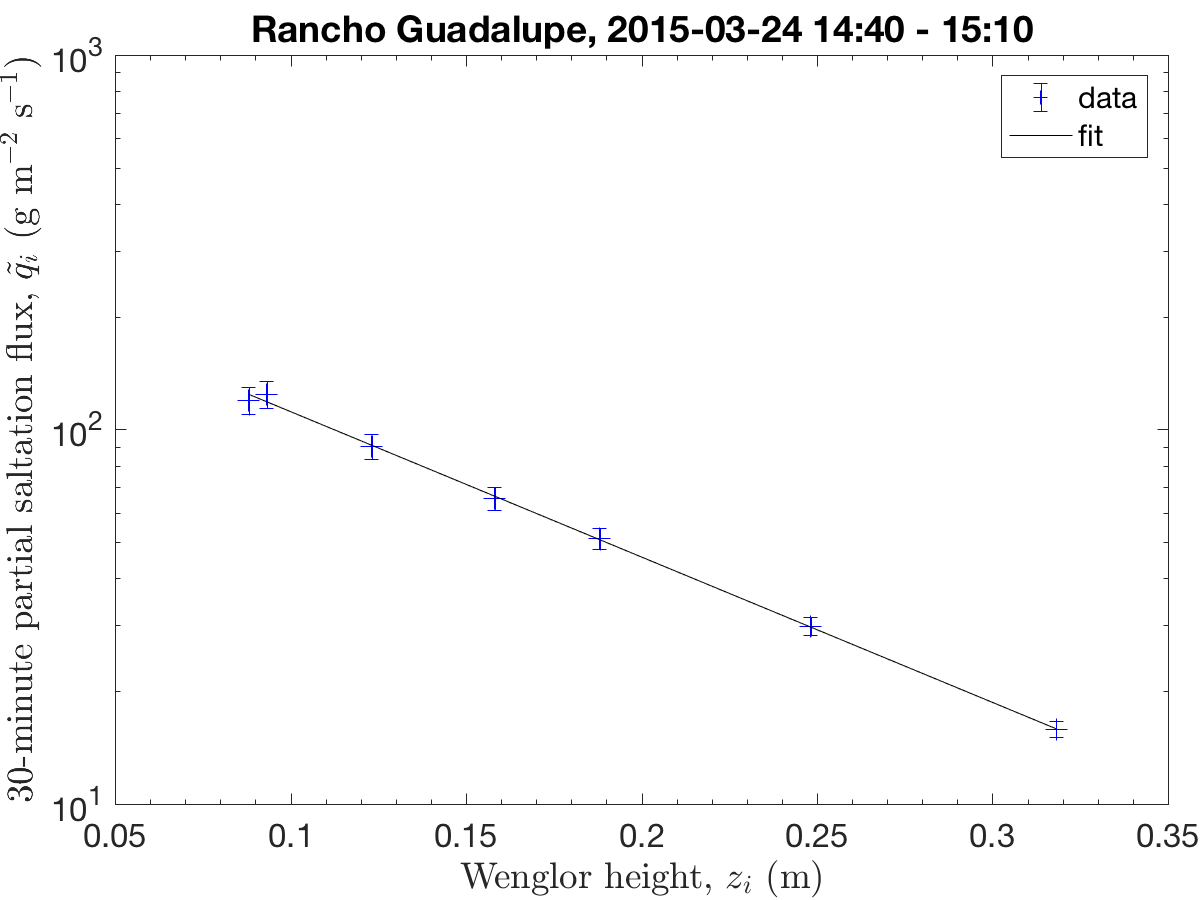 Rancho Guadalupe, 2015-03-24 14:40 - 15:10
30-minute partial saltation flux, q̃ᵢ (g m⁻² s⁻¹)
10³
10²
10¹
data
fit
0.05 0.1 0.15 0.2 0.25 0.3 0.35
Wenglor height, zᵢ (m)